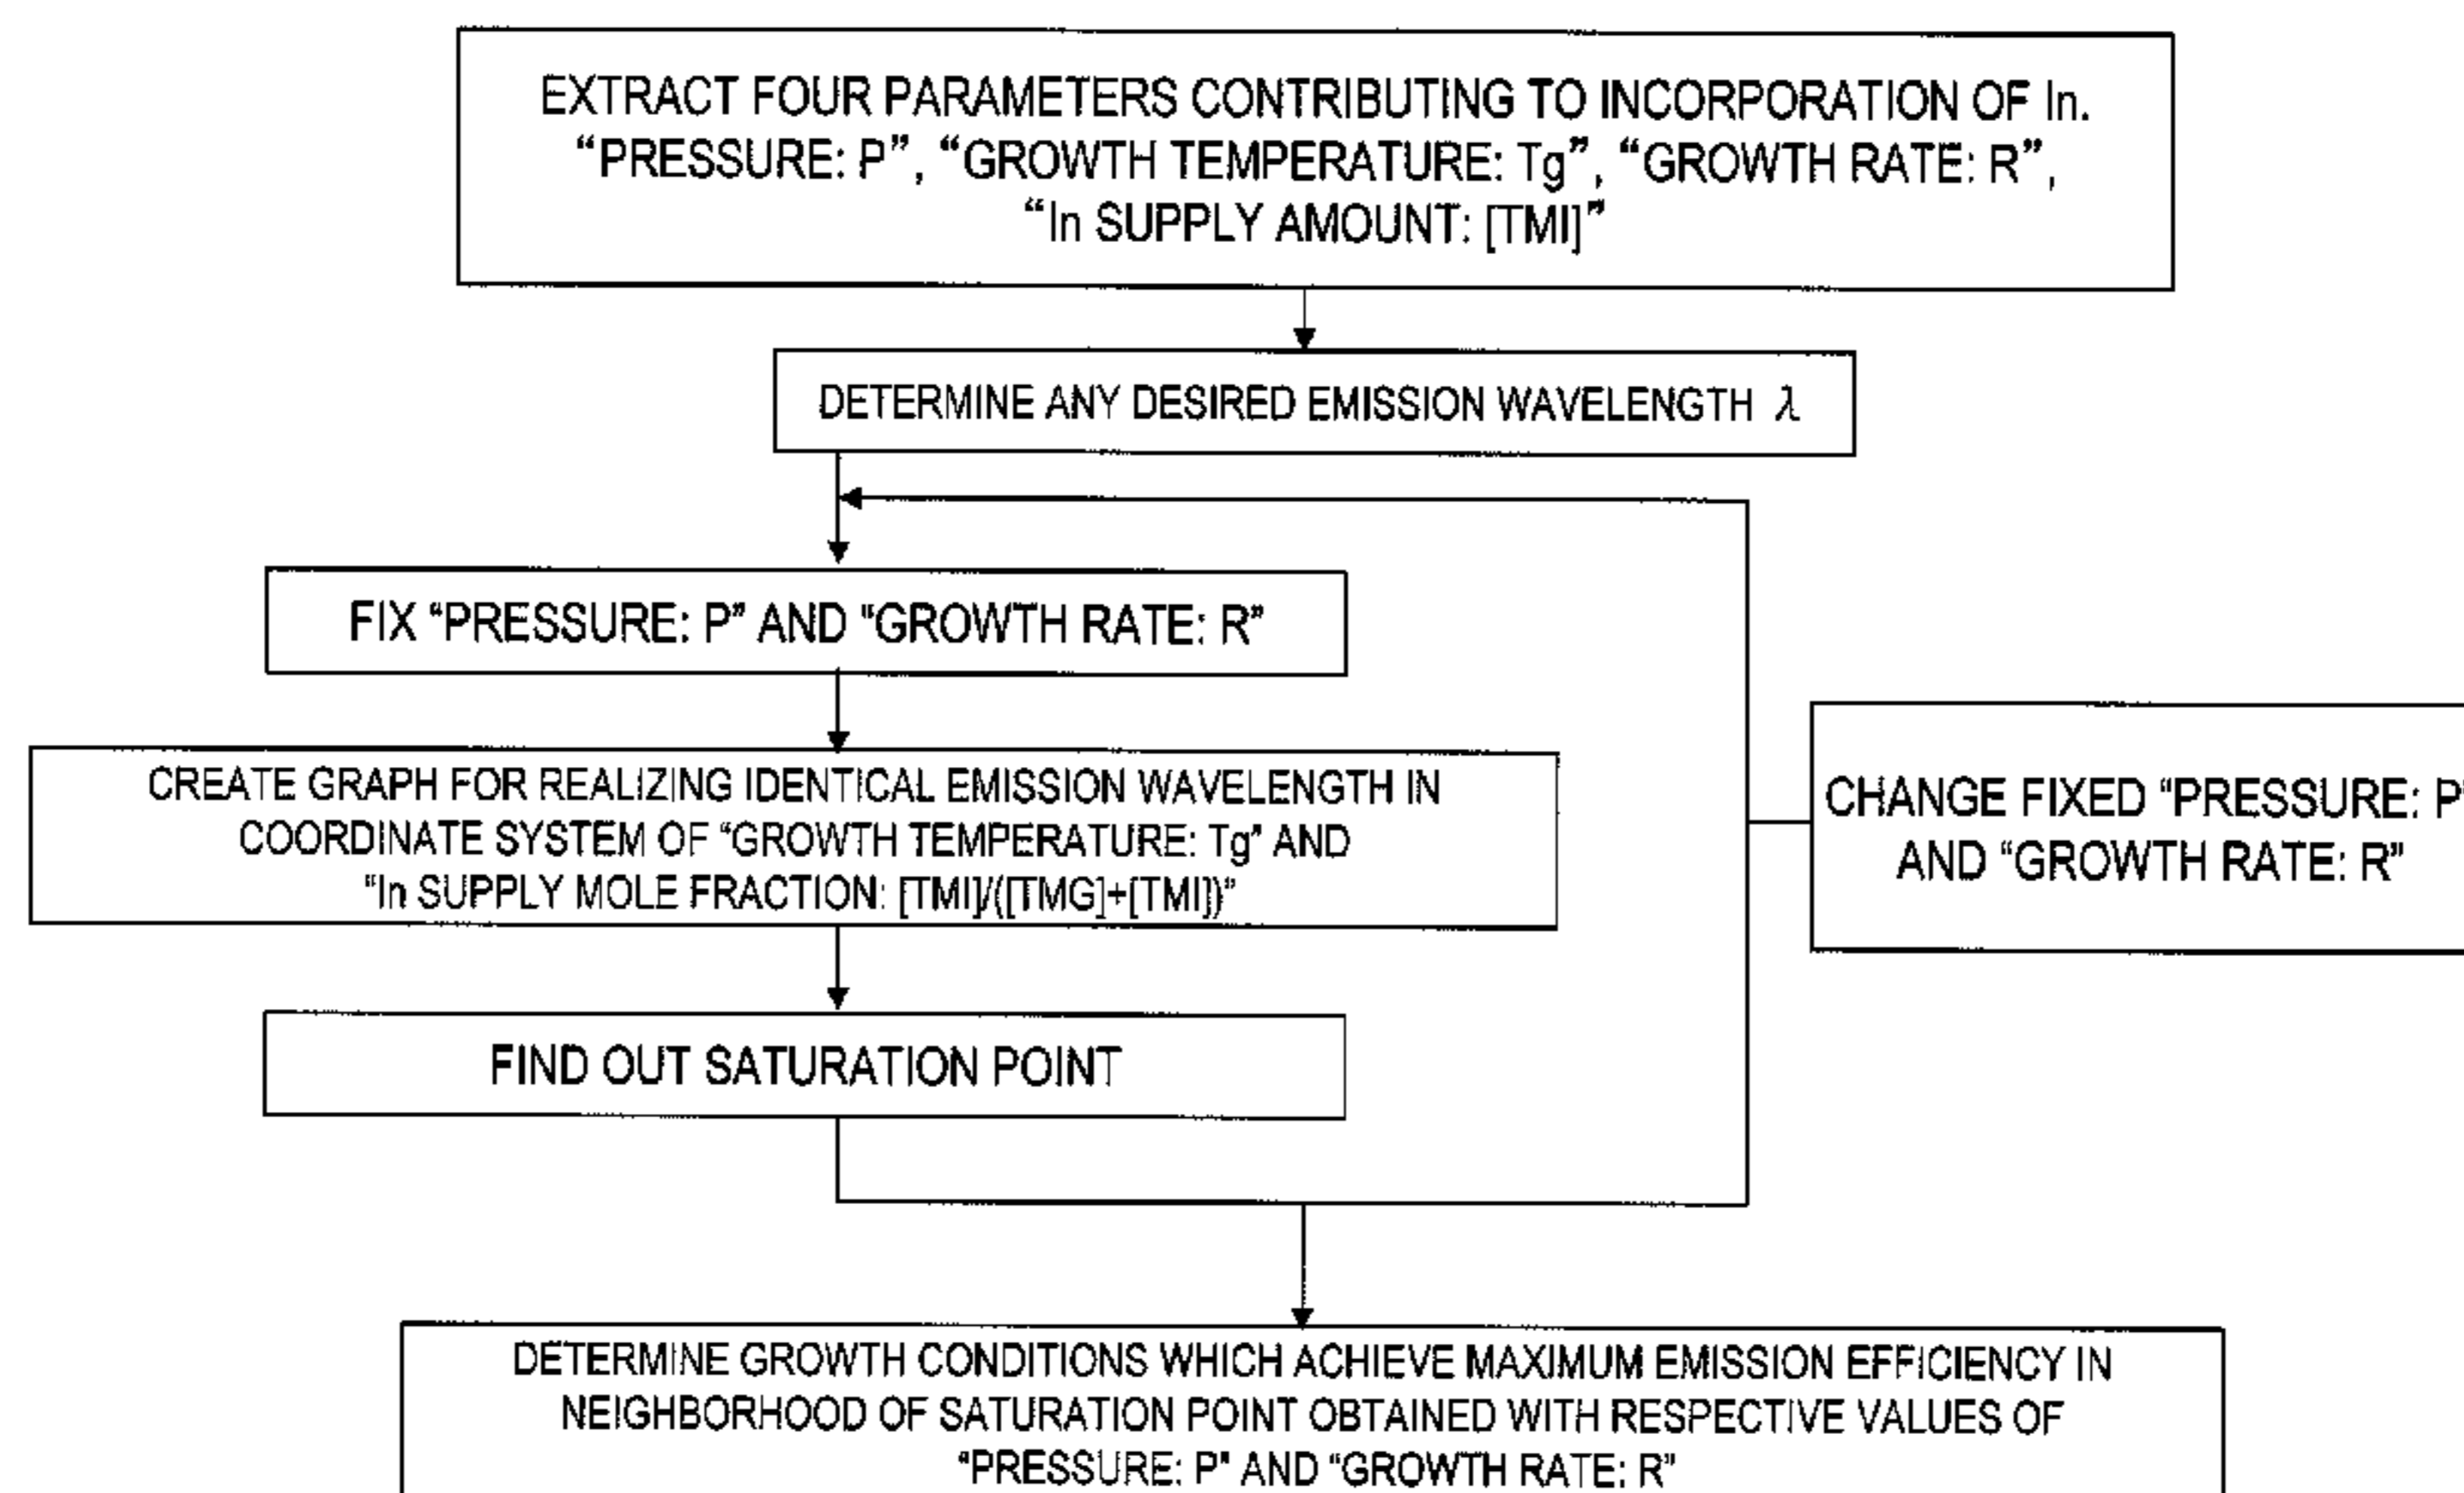 EXTRACT FOUR PARAMETERS CONTRIBUTING TO INCORPORATION OF In.
“PRESSURE: P”, “GROWTH TEMPERATURE: Tg”, “GROWTH RATE: R”,
“In SUPPLY AMOUNT: [TMI]”
DETERMINE ANY DESIRED EMISSION WAVELENGTH λ
FIX “PRESSURE: P” AND “GROWTH RATE: R”
CREATE GRAPH FOR REALIZING IDENTICAL EMISSION WAVELENGTH IN
COORDINATE SYSTEM OF “GROWTH TEMPERATURE: Tg” AND
“In SUPPLY MOLE FRACTION: [TMI]/([TMG]+[TMI])”
CHANGE FIXED “PRESSURE: P”
AND “GROWTH RATE: R”
FIND OUT SATURATION POINT
DETERMINE GROWTH CONDITIONS WHICH ACHIEVE MAXIMUM EMISSION EFFICIENCY IN
NEIGHBORHOOD OF SATURATION POINT OBTAINED WITH RESPECTIVE VALUES OF
“PRESSURE: P” AND “GROWTH RATE: R”